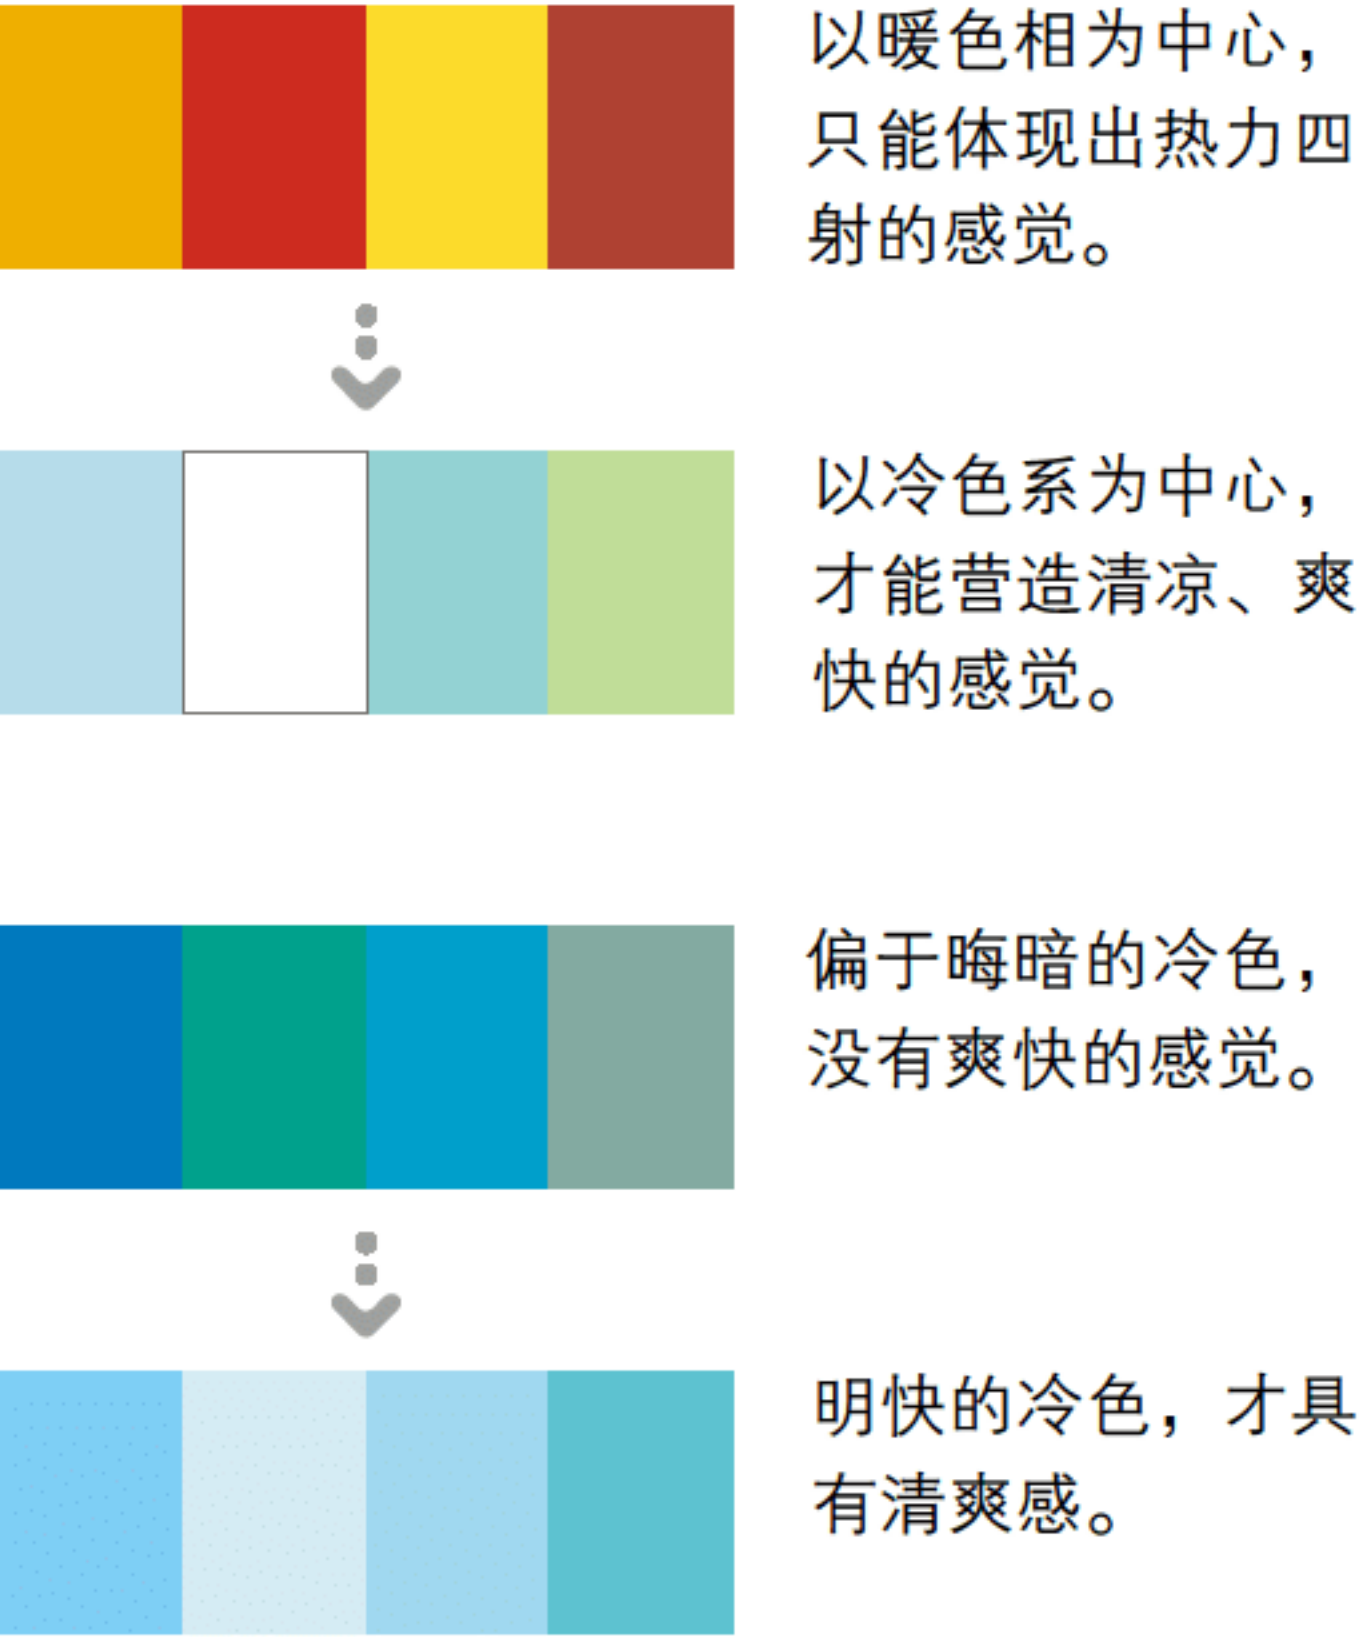 以暖色相为中心，
只能体现出热力四
射的感觉。
以冷色系为中心，
才能营造清凉、爽
快的感觉。
偏于晦暗的冷色，
没有爽快的感觉。
明快的冷色，才具
有清爽感。